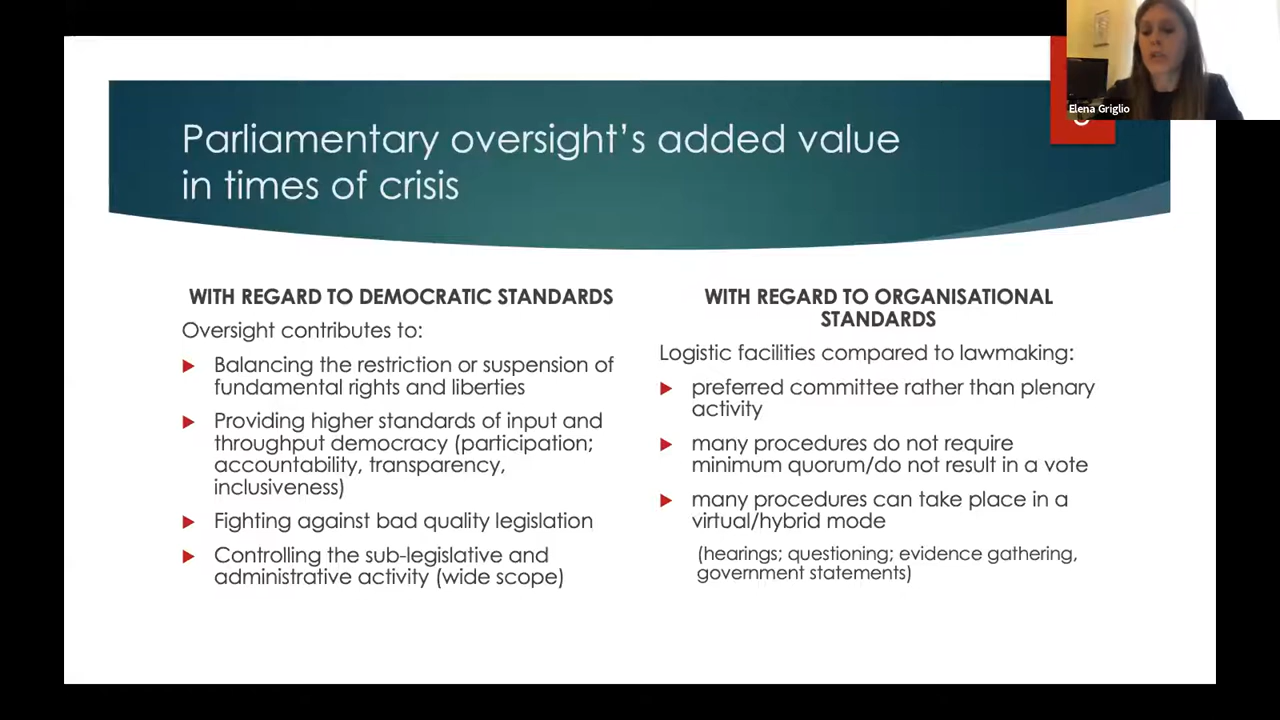 Elena Griglio
Parliamentary oversight’s added value
in times of crisis
WITH REGARD TO DEMOCRATIC STANDARDS
Oversight contributes to:
Balancing the restriction or suspension of
fundamental rights and liberties
Providing higher standards of input and
throughput democracy (participation;
accountability, transparency,
inclusiveness)
Fighting against bad quality legislation
Controlling the sub-legislative and
administrative activity (wide scope)
WITH REGARD TO ORGANISATIONAL
STANDARDS
Logistic facilities compared to lawmaking:
preferred committee rather than plenary
activity
many procedures do not require
minimum quorum/do not result in a vote
many procedures can take place in a
virtual/hybrid mode
(hearings; questioning; evidence gathering,
government statements)